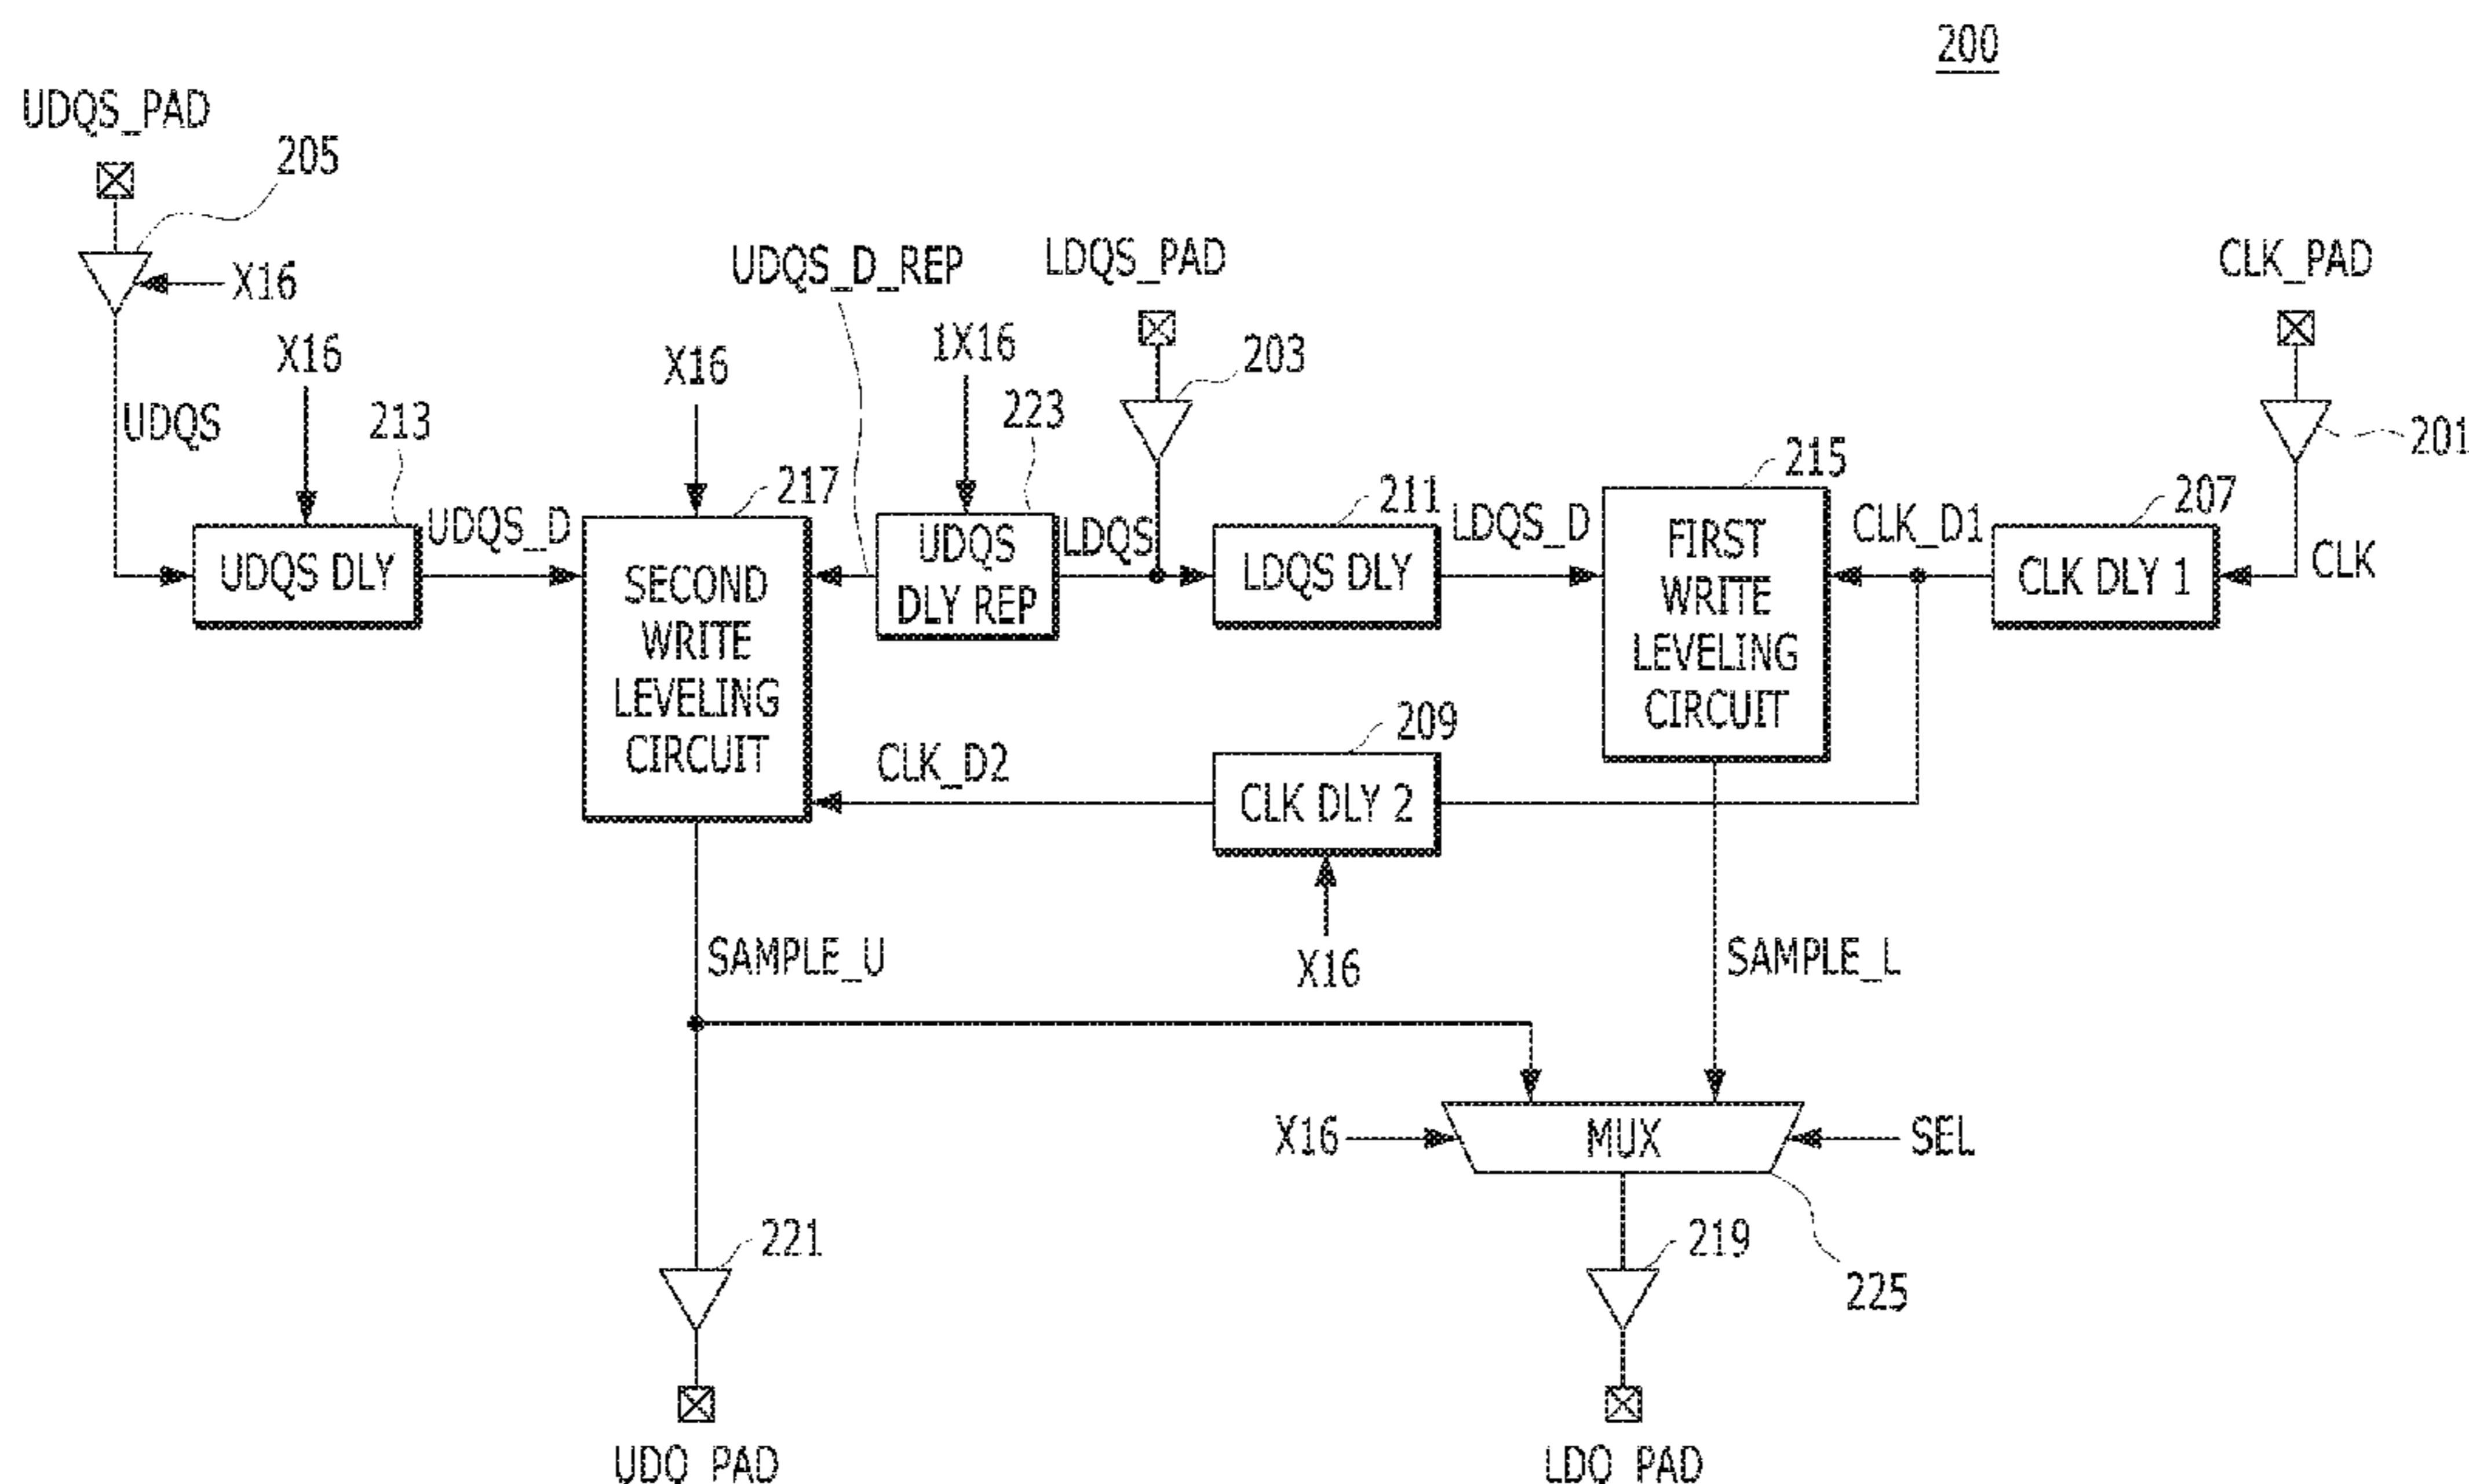 200
UDQS_PAD
205
X16
UDQS_D_REP
LDQS_PAD
CLK_PAD
X16
X16
1X16
203
UDQS
213
223
201
217
211
215
207
UDQS_D
LDQS
LDQS_D
CLK_D1
CLK
UDQS DLY
SECOND
WRITE
LEVELING
CIRCUIT
UDQS
DLY REP
LDQS DLY
FIRST
WRITE
LEVELING
CIRCUIT
CLK DLY 1
209
CLK_D2
CLK DLY 2
SAMPLE_U
X16
SAMPLE_L
X16
MUX
SEL
221
219
225
UDQ_PAD
LDQ_PAD